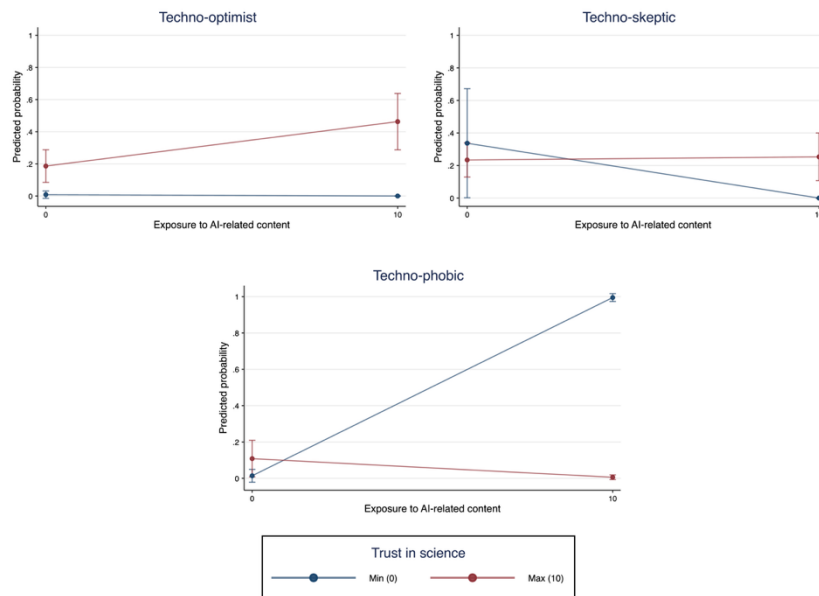 Techno-optimist
Predicted probability
1
.8
.6
.4
.2
0
0
10
Exposure to AI-related content
Techno-skeptic
Predicted probability
1
.8
.6
.4
.2
0
0
10
Exposure to AI-related content
Techno-phobic
Predicted probability
1
.8
.6
.4
.2
0
0
10
Exposure to AI-related content
Trust in science
Min (0) Max (10)